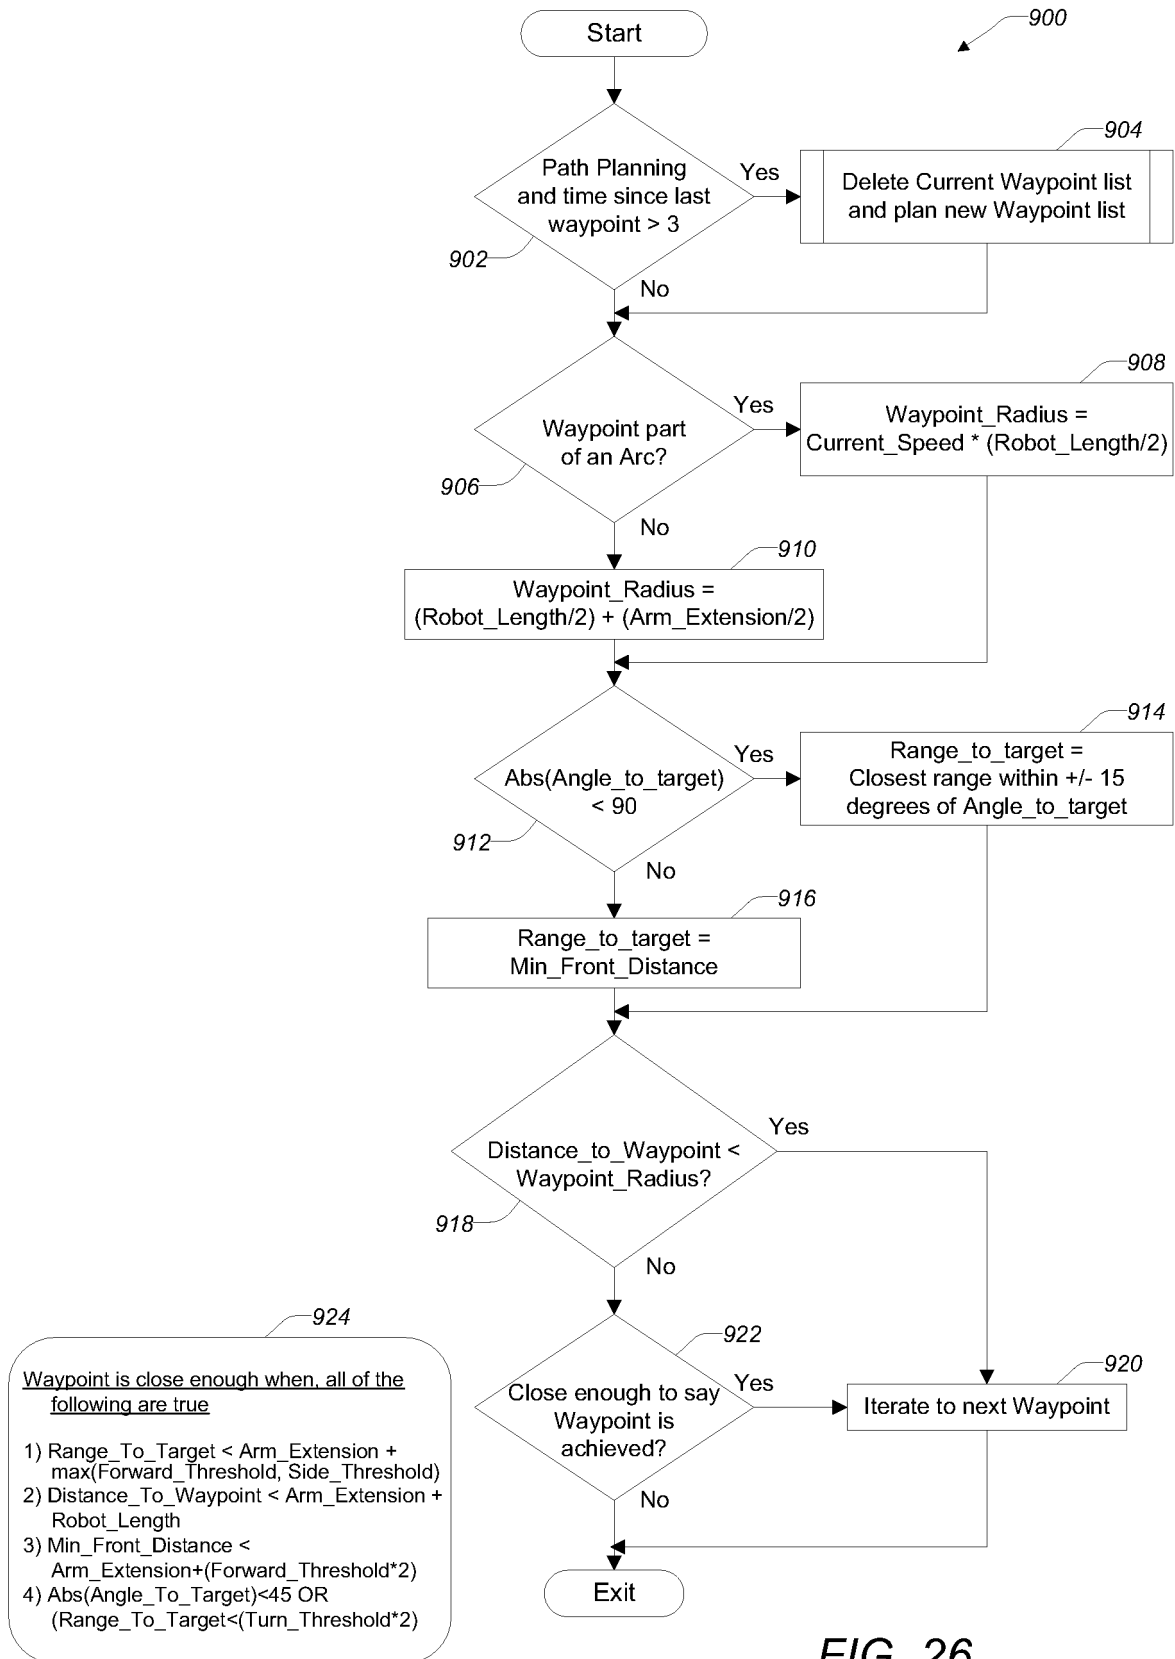 Start
900
Path Planning
and time since last
waypoint > 3
Yes
904
Delete Current Waypoint list
and plan new Waypoint list
902
No
908
Waypoint part
of an Arc?
Yes
Waypoint_Radius =
Current_Speed * (Robot_Length/2)
906
No
910
Waypoint_Radius =
(Robot_Length/2) + (Arm_Extension/2)
914
Abs(Angle_to_target)
< 90
Yes
Range_to_target =
Closest range within +/- 15
degrees of Angle_to_target
912
No
916
Range_to_target =
Min_Front_Distance
Distance_to_Waypoint <
Waypoint_Radius?
Yes
918
No
922
Close enough to say
Waypoint is
achieved?
Yes
920
Iterate to next Waypoint
No
Exit
924
Waypoint is close enough when, all of the
following are true
1) Range_To_Target < Arm_Extension +
max(Forward_Threshold, Side_Threshold)
2) Distance_To_Waypoint < Arm_Extension +
Robot_Length
3) Min_Front_Distance <
Arm_Extension+(Forward_Threshold*2)
4) Abs(Angle_To_Target)<45 OR
(Range_To_Target<(Turn_Threshold*2)
FIG. 26